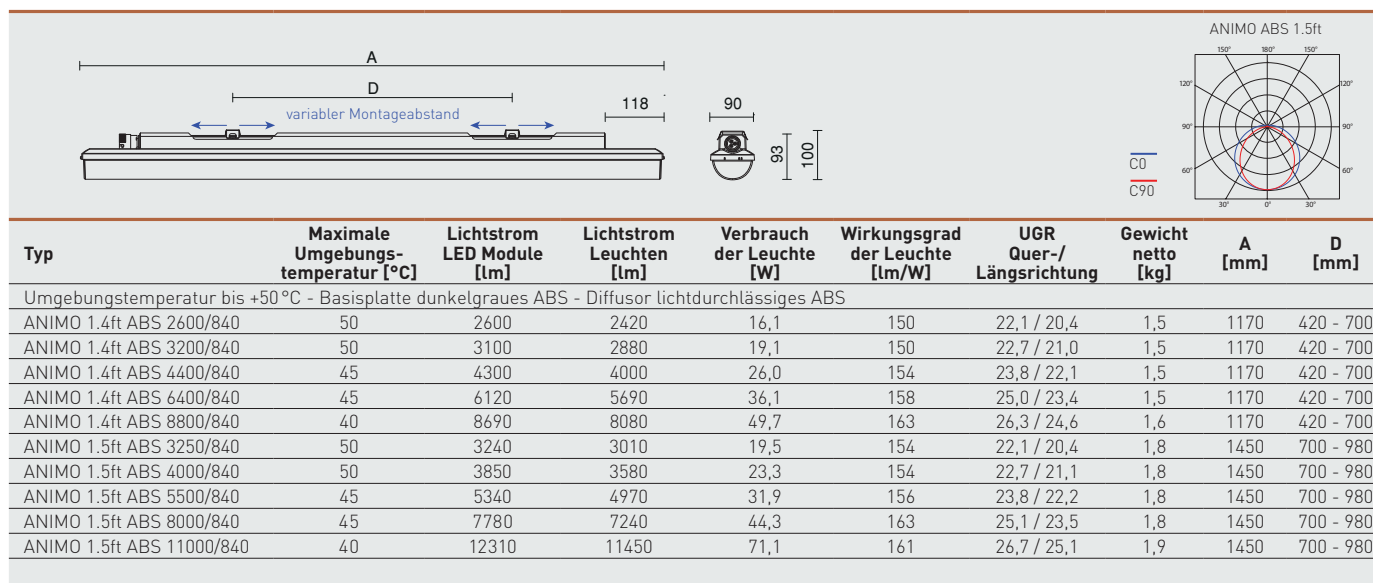 ANIMO ABS 1.5ft
A
D
variabler Montageabstand
118
90
93
100
150° 180° 150°
120° 120°
90° 90°
60° 60°
30° 0° 30°
C0
C90
Typ Maximale Umgebungs- temperatur [°C] Lichtstrom LED Module [lm] Lichtstrom Leuchten [lm] Verbrauch der Leuchte [W] Wirkungsgrad der Leuchte [lm/W] UGR Quer-/ Längsrichtung Gewicht netto [kg] A [mm] D [mm]
Umgebungstemperatur bis +50 °C - Basisplatte dunkelgraues ABS - Diffusor lichtdurchlässiges ABS
ANIMO 1.4ft ABS 2600/840 50 2600 2420 16,1 150 22,1 / 20,4 1,5 1170 420 - 700
ANIMO 1.4ft ABS 3200/840 50 3100 2880 19,1 150 22,7 / 21,0 1,5 1170 420 - 700
ANIMO 1.4ft ABS 4400/840 45 4300 4000 26,0 154 23,8 / 22,1 1,5 1170 420 - 700
ANIMO 1.4ft ABS 6400/840 45 6120 5690 36,1 158 25,0 / 23,4 1,5 1170 420 - 700
ANIMO 1.4ft ABS 8800/840 40 8690 8080 49,7 163 26,3 / 24,6 1,6 1170 420 - 700
ANIMO 1.5ft ABS 3250/840 50 3240 3010 19,5 154 22,1 / 20,4 1,8 1450 700 - 980
ANIMO 1.5ft ABS 4000/840 50 3850 3580 23,3 154 22,7 / 21,1 1,8 1450 700 - 980
ANIMO 1.5ft ABS 5500/840 45 5340 4970 31,9 156 23,8 / 22,2 1,8 1450 700 - 980
ANIMO 1.5ft ABS 8000/840 45 7780 7240 44,3 163 25,1 / 23,5 1,8 1450 700 - 980
ANIMO 1.5ft ABS 11000/840 40 12310 11450 71,1 161 26,7 / 25,1 1,9 1450 700 - 980